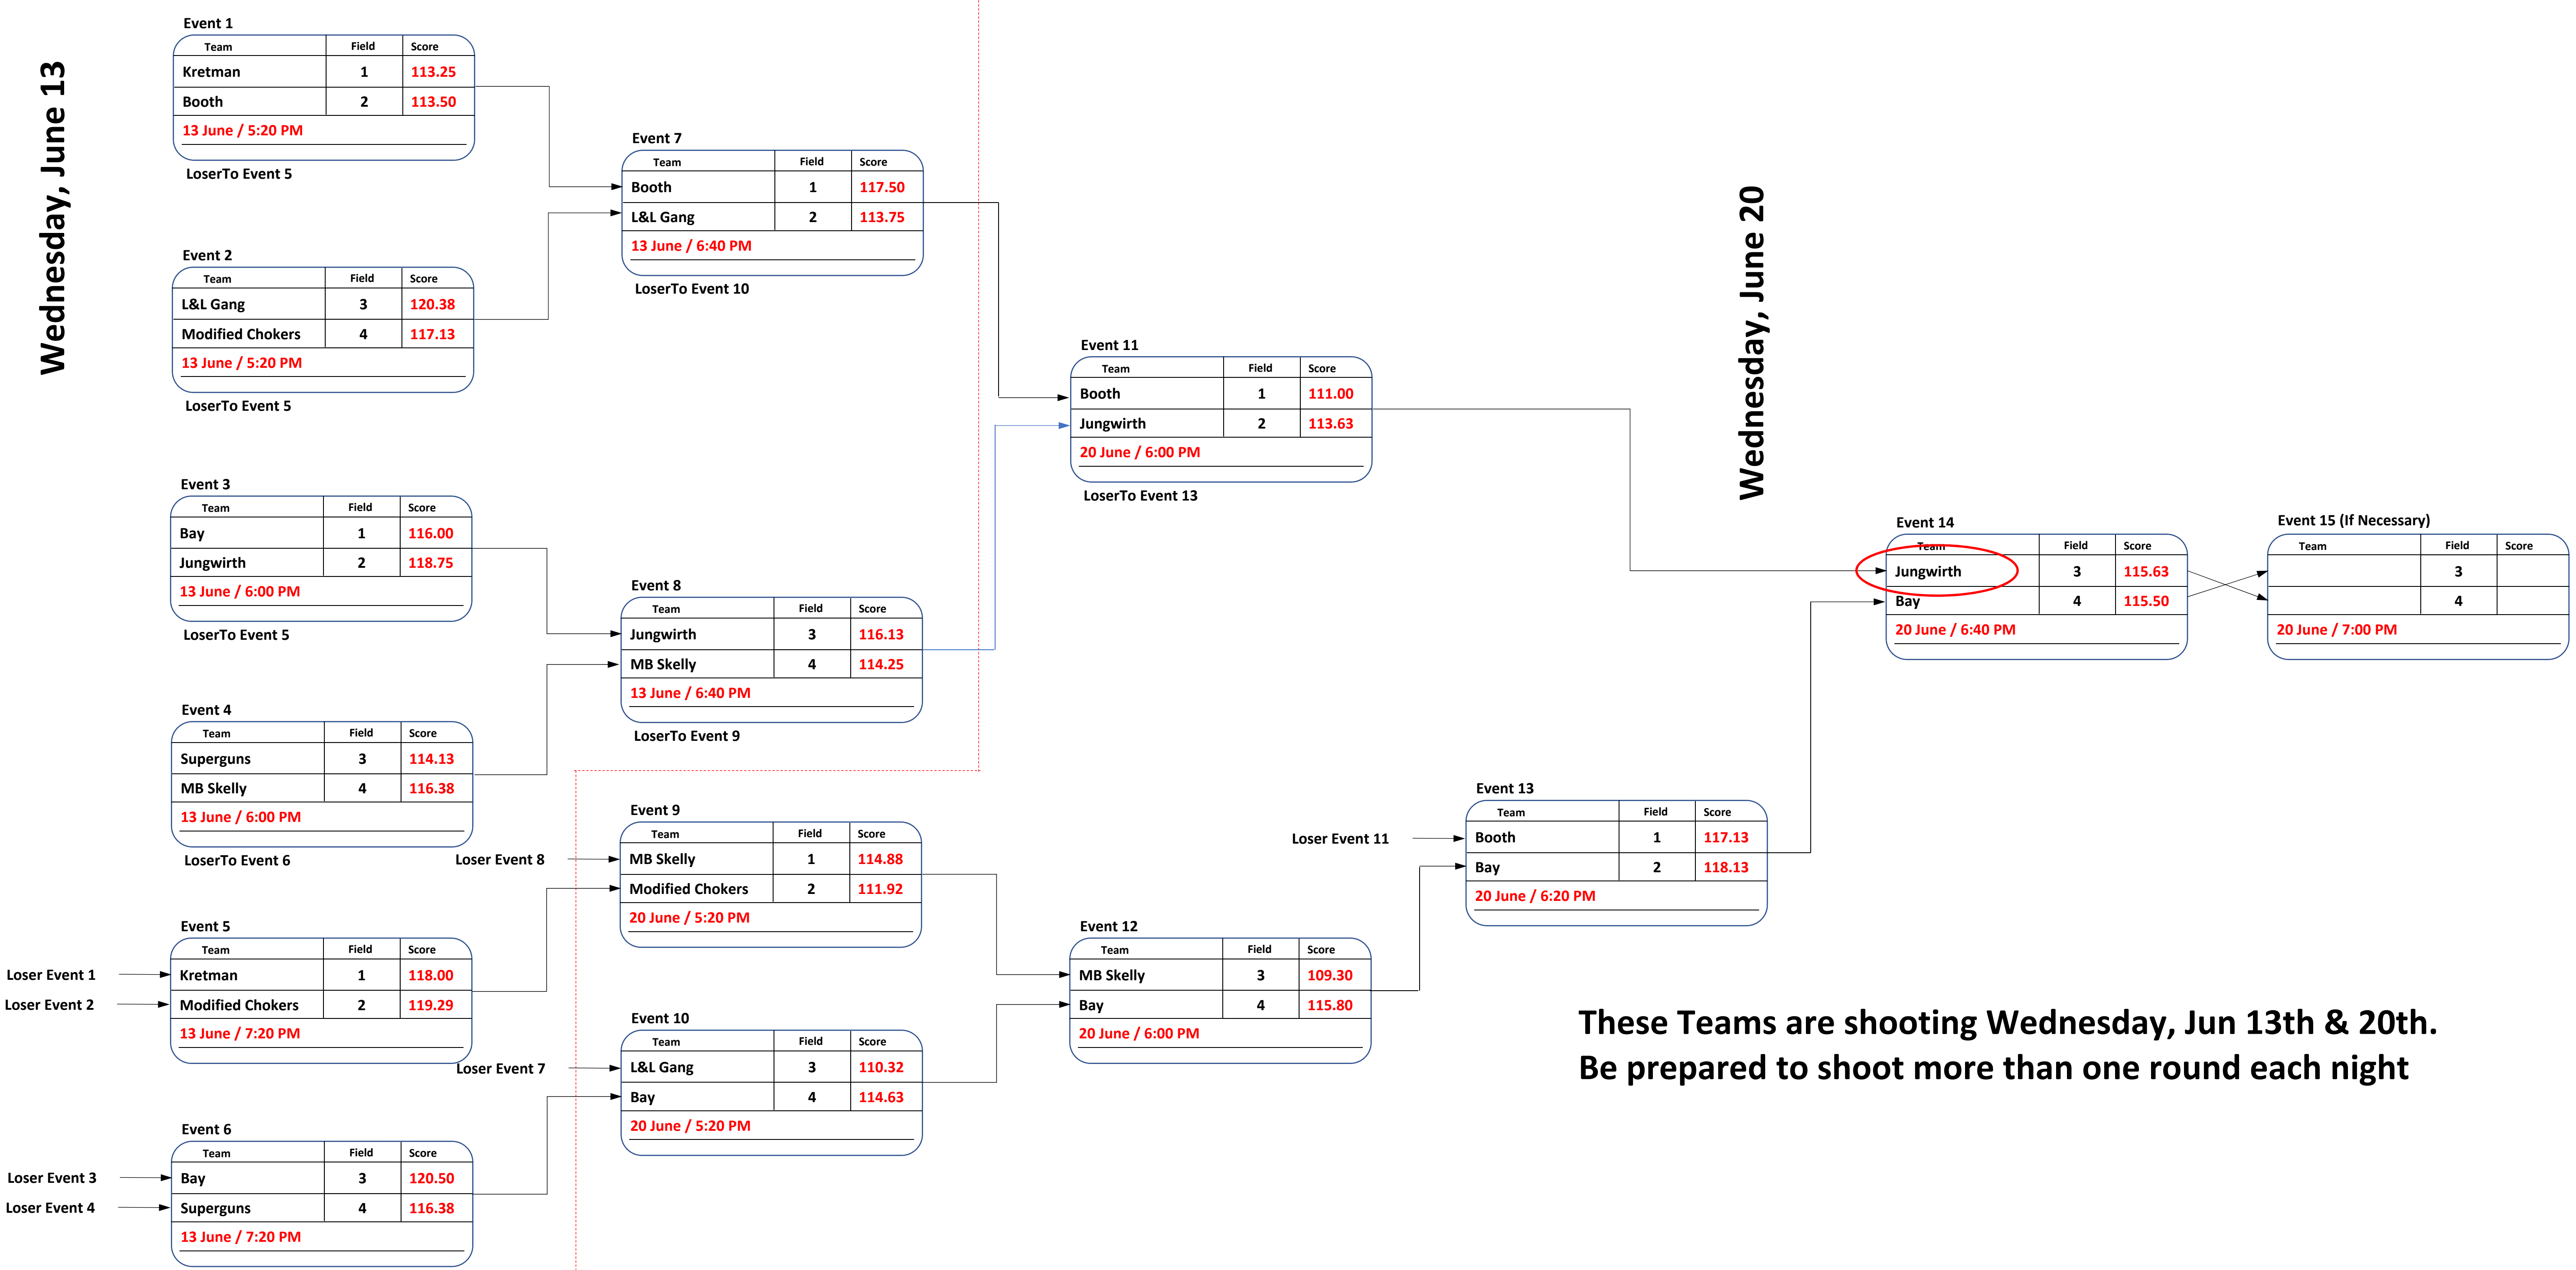 Wednesday, June 13
Event 1
Team Field Score
Kretman 1 113.25
Booth 2 113.50
13 June / 5:20 PM
LoserTo Event 5
Event 2
Team Field Score
L&L Gang 3 120.38
Modified Chokers 4 117.13
13 June / 5:20 PM
LoserTo Event 5
Event 3
Team Field Score
Bay 1 116.00
Jungwirth 2 118.75
13 June / 6:00 PM
LoserTo Event 5
Event 4
Team Field Score
Superguns 3 114.13
MB Skelly 4 116.38
13 June / 6:00 PM
LoserTo Event 6
Event 5
Team Field Score
Loser Event 1 Kretman 1 118.00
Loser Event 2 Modified Chokers 2 119.29
13 June / 7:20 PM
Event 6
Team Field Score
Loser Event 3 Bay 3 120.50
Loser Event 4 Superguns 4 116.38
13 June / 7:20 PM
Event 7
Team Field Score
Booth 1 117.50
L&L Gang 2 113.75
13 June / 6:40 PM
LoserTo Event 10
Event 8
Team Field Score
Jungwirth 3 116.13
MB Skelly 4 114.25
13 June / 6:40 PM
LoserTo Event 9
Event 9
Team Field Score
Loser Event 8 MB Skelly 1 114.88
Modified Chokers 2 111.92
20 June / 5:20 PM
Event 10
Team Field Score
Loser Event 7 L&L Gang 3 110.32
Bay 4 114.63
20 June / 5:20 PM
Event 11
Team Field Score
Booth 1 111.00
Jungwirth 2 113.63
20 June / 6:00 PM
LoserTo Event 13
Event 12
Team Field Score
MB Skelly 3 109.30
Bay 4 115.80
20 June / 6:00 PM
Event 13
Team Field Score
Loser Event 11 Booth 1 117.13
Bay 2 118.13
20 June / 6:20 PM
Wednesday, June 20
Event 14
Team Field Score
Jungwirth 3 115.63
Bay 4 115.50
20 June / 6:40 PM
Event 15 (If Necessary)
Team Field Score
3
4
20 June / 7:00 PM
These Teams are shooting Wednesday, Jun 13th & 20th.
Be prepared to shoot more than one round each night